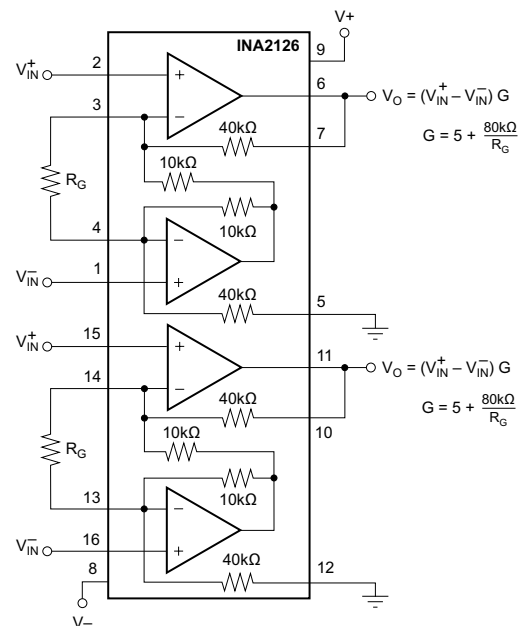 V+
INA2126
9
V+IN
2
6
VO = (V+IN – V–IN) G
3
40kΩ
7
G = 5 + 80kΩ/RG
10kΩ
RG
4
10kΩ
V–IN
1
40kΩ
5
V+IN
15
11
VO = (V+IN – V–IN) G
14
40kΩ
10
G = 5 + 80kΩ/RG
10kΩ
RG
13
10kΩ
V–IN
16
40kΩ
12
8
V–